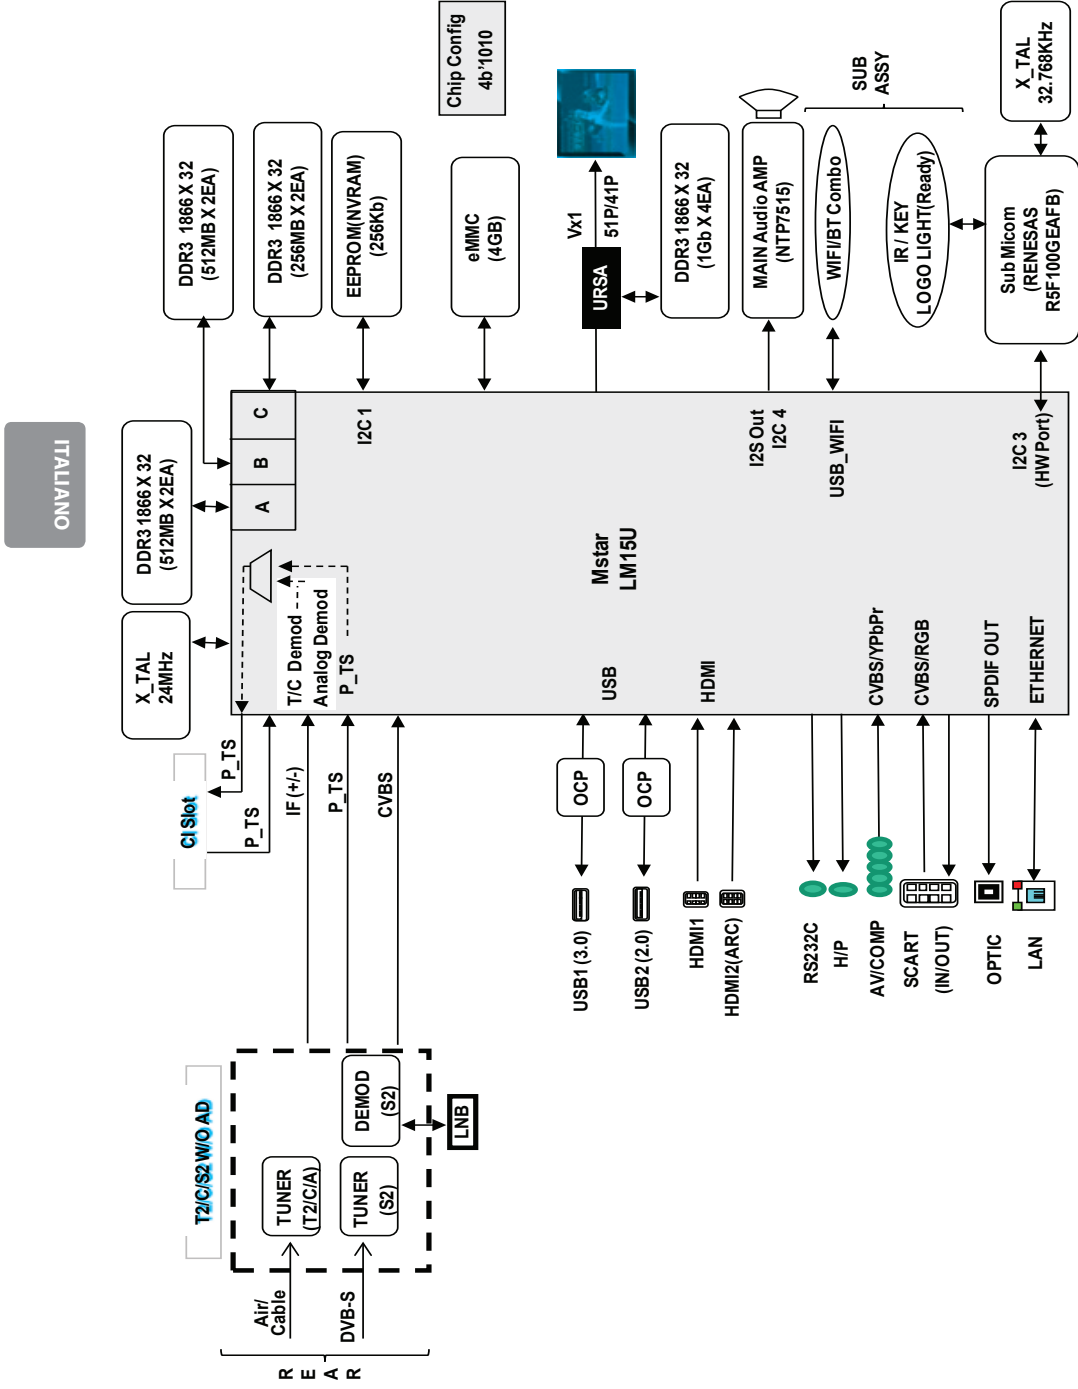 ITALIANO
REAR
Air/
Cable
DVB-S
T2/C/S2 W/O AD
TUNER
(T2/C/A)
TUNER
(S2)
DEMOD
(S2)
LNB
CI Slot
P_TS
P_TS
IF (+/-)
P_TS
CVBS
USB1 (3.0)
OCP
USB2 (2.0)
OCP
HDMI1
HDMI2(ARC)
RS232C
H/P
AV/COMP
SCART
(IN/OUT)
OPTIC
LAN
X_TAL
24MHz
DDR3 1866 X 32
(512MB X 2EA)
T/C Demod
Analog Demod
P_TS
A
B
C
USB
HDMI
CVBS/YPbPr
CVBS/RGB
SPDIF OUT
ETHERNET
Mstar
LM15U
I2C 1
I2S Out
I2C 4
USB_WIFI
I2C 3
(HW Port)
DDR3 1866 X 32
(512MB X 2EA)
DDR3 1866 X 32
(256MB X 2EA)
EEPROM(NVRAM)
(256Kb)
eMMC
(4GB)
Chip Config
4b'1010
URSA
Vx1
51P/41P
DDR3 1866 X 32
(1Gb X 4EA)
MAIN Audio AMP
(NTP7515)
WIFI/BT Combo
IR / KEY
LOGO LIGHT(Ready)
SUB
ASSY
Sub Micom
(RENESAS
R5F100GEAFB)
X_TAL
32.768KHz